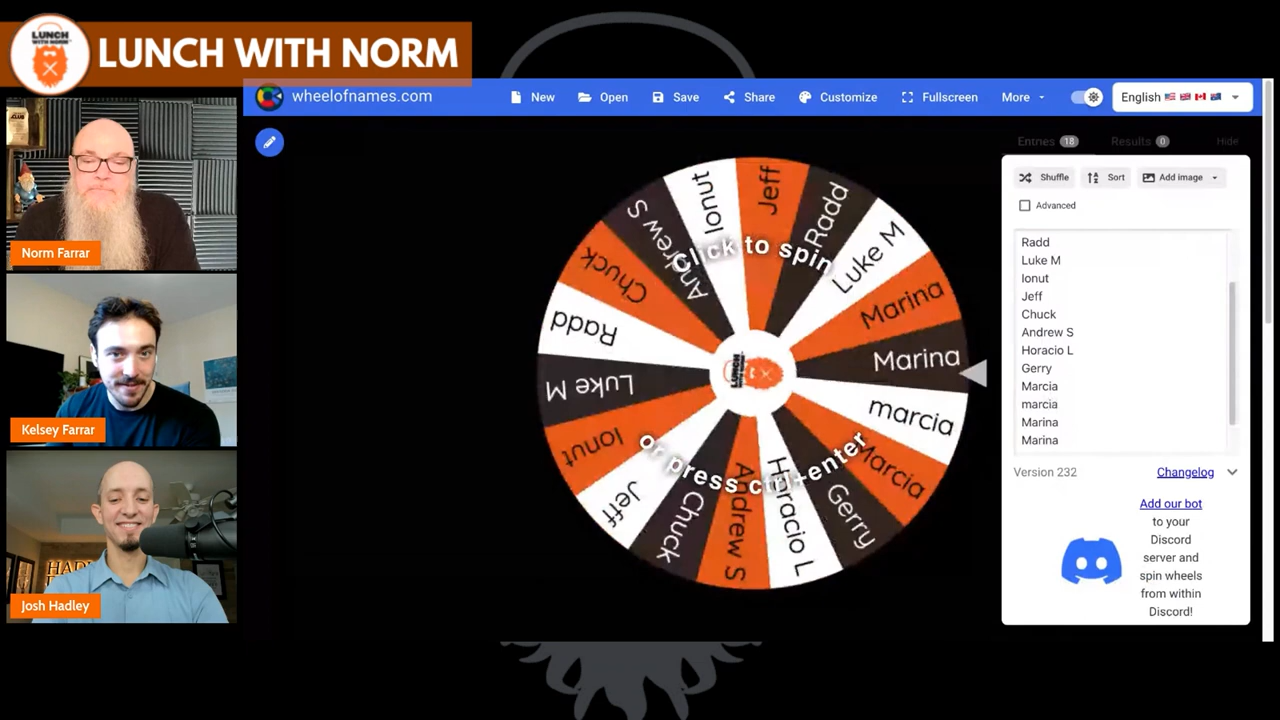 LUNCH
WITH NORM
LUNCH WITH NORM
wheelofnames.com
New
Open
Save
Share
Customize
Fullscreen
More
English
Entries 18
Results 0
Hide
Shuffle
Sort
Add image
Advanced
Radd
Luke M
Ionut
Jeff
Chuck
Andrew S
Horacio L
Gerry
Marcia
marcia
Marina
Marina
Version 232
Changelog
Add our bot
to your
Discord
server and
spin wheels
from within
Discord!
Click to spin
or press ctrl+enter
Jeff
Radd
Luke M
Marina
Marina
marcia
Marcia
Gerry
Horacio L
Andrew S
Chuck
Jeff
Ionut
Luke M
Radd
Chuck
Andrew S
Ionut
Norm Farrar
Kelsey Farrar
Josh Hadley